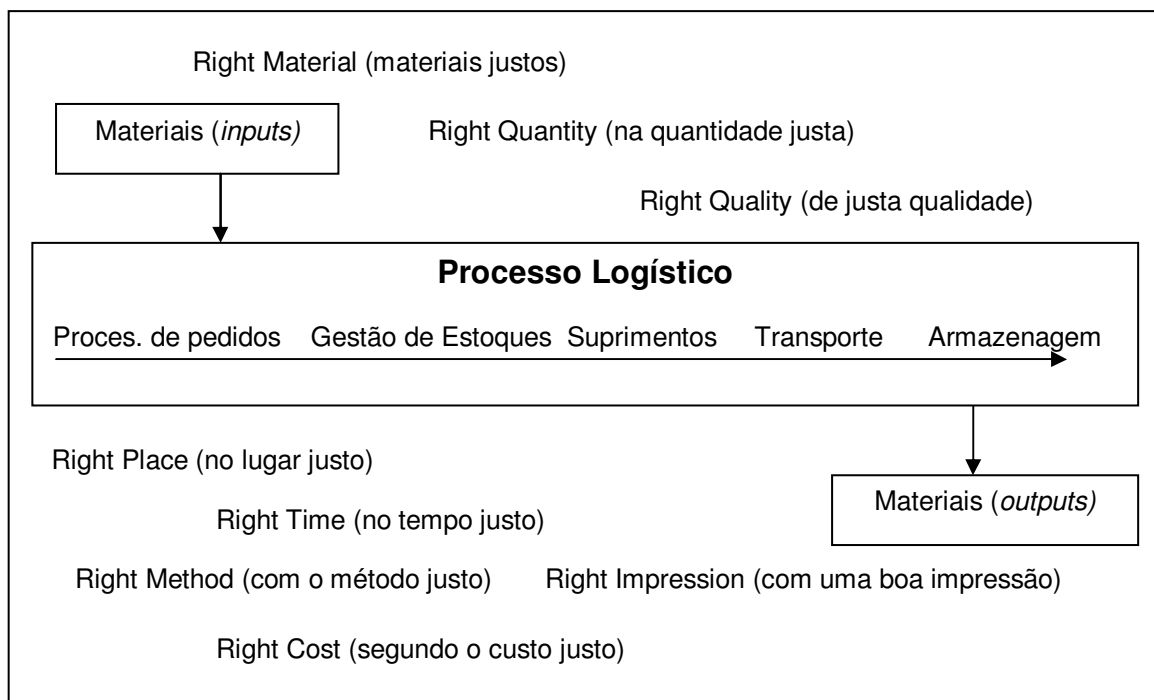 Right Material (materiais justos)
Materiais (inputs)
Right Quantity (na quantidade justa)
Right Quality (de justa qualidade)
Processo Logístico
Proces. de pedidos Gestão de Estoques Suprimentos Transporte Armazenagem
Right Place (no lugar justo)
Materiais (outputs)
Right Time (no tempo justo)
Right Method (com o método justo) Right Impression (com uma boa impressão)
Right Cost (segundo o custo justo)